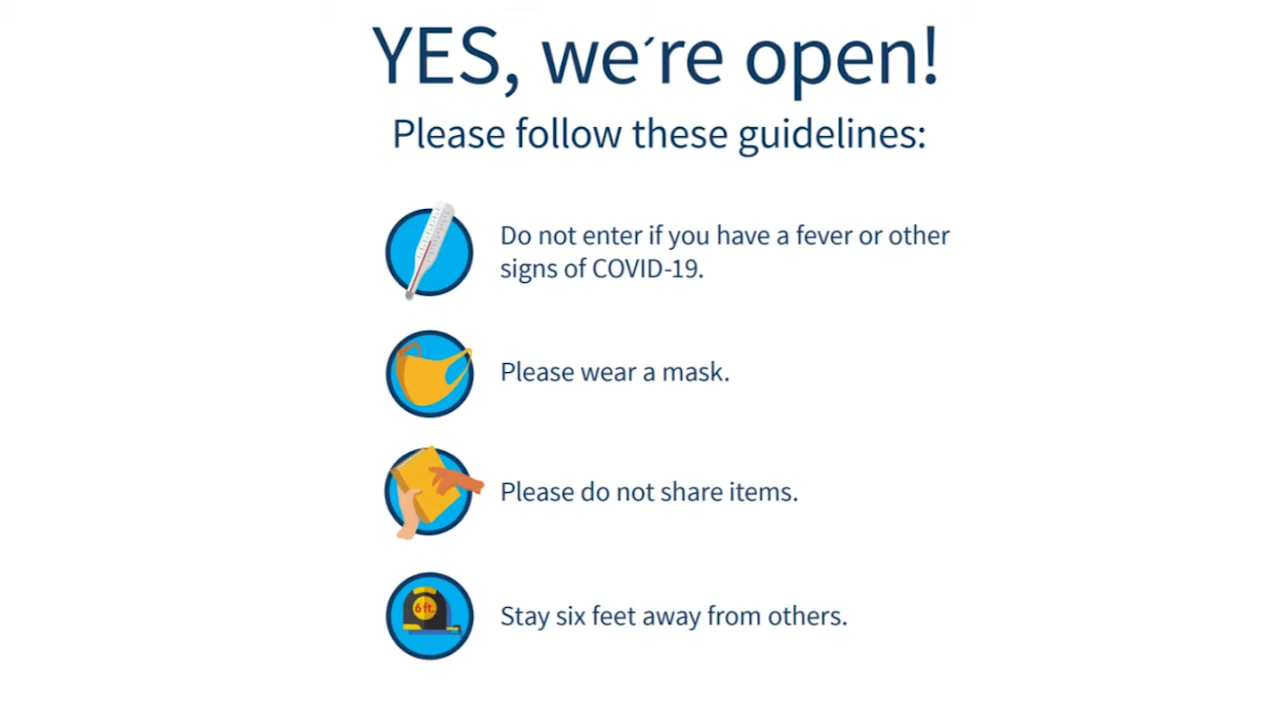 YES, we´re open!
Please follow these guidelines:
Do not enter if you have a fever or other
signs of COVID-19.
Please wear a mask.
Please do not share items.
6 ft.
Stay six feet away from others.